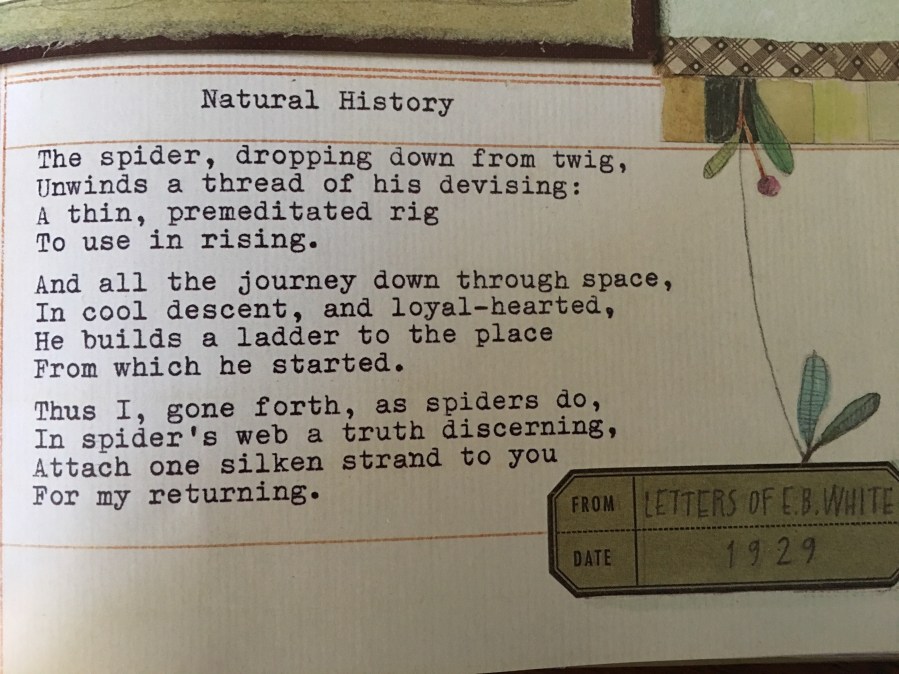 Natural History
The spider, dropping down from twig,
Unwinds a thread of his devising:
A thin, premeditated rig
To use in rising.
And all the journey down through space,
In cool descent, and loyal-hearted,
He builds a ladder to the place
From which he started.
Thus I, gone forth, as spiders do,
In spider's web a truth discerning,
Attach one silken strand to you
For my returning.
FROM LETTERS OF E.B. WHITE
DATE 1929